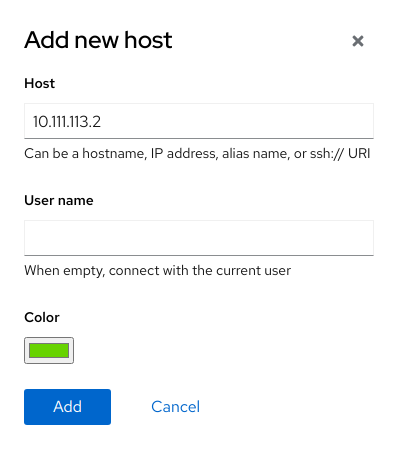 Add new host
Host
10.111.113.2
Can be a hostname, IP address, alias name, or ssh:// URI
User name
When empty, connect with the current user
Color
Add
Cancel